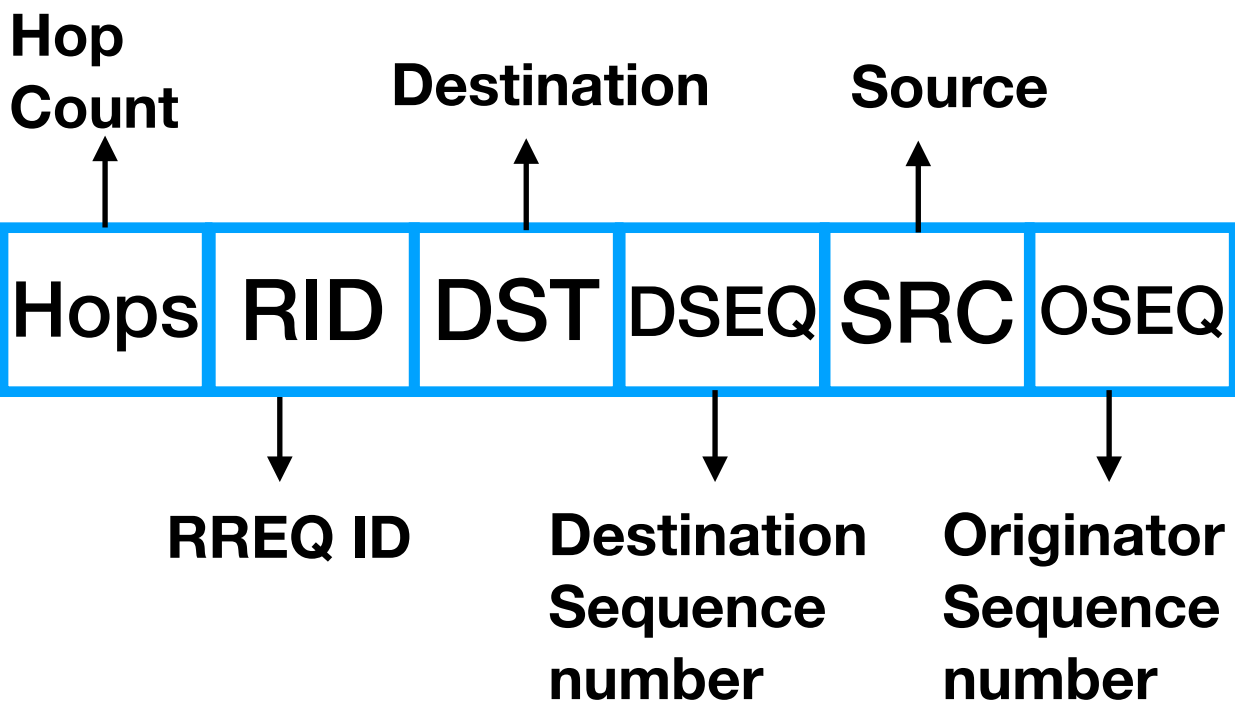 Hop
Count
Destination
Source
Hops
RID
DST
DSEQ
SRC
OSEQ
RREQ ID
Destination
Sequence
number
Originator
Sequence
number